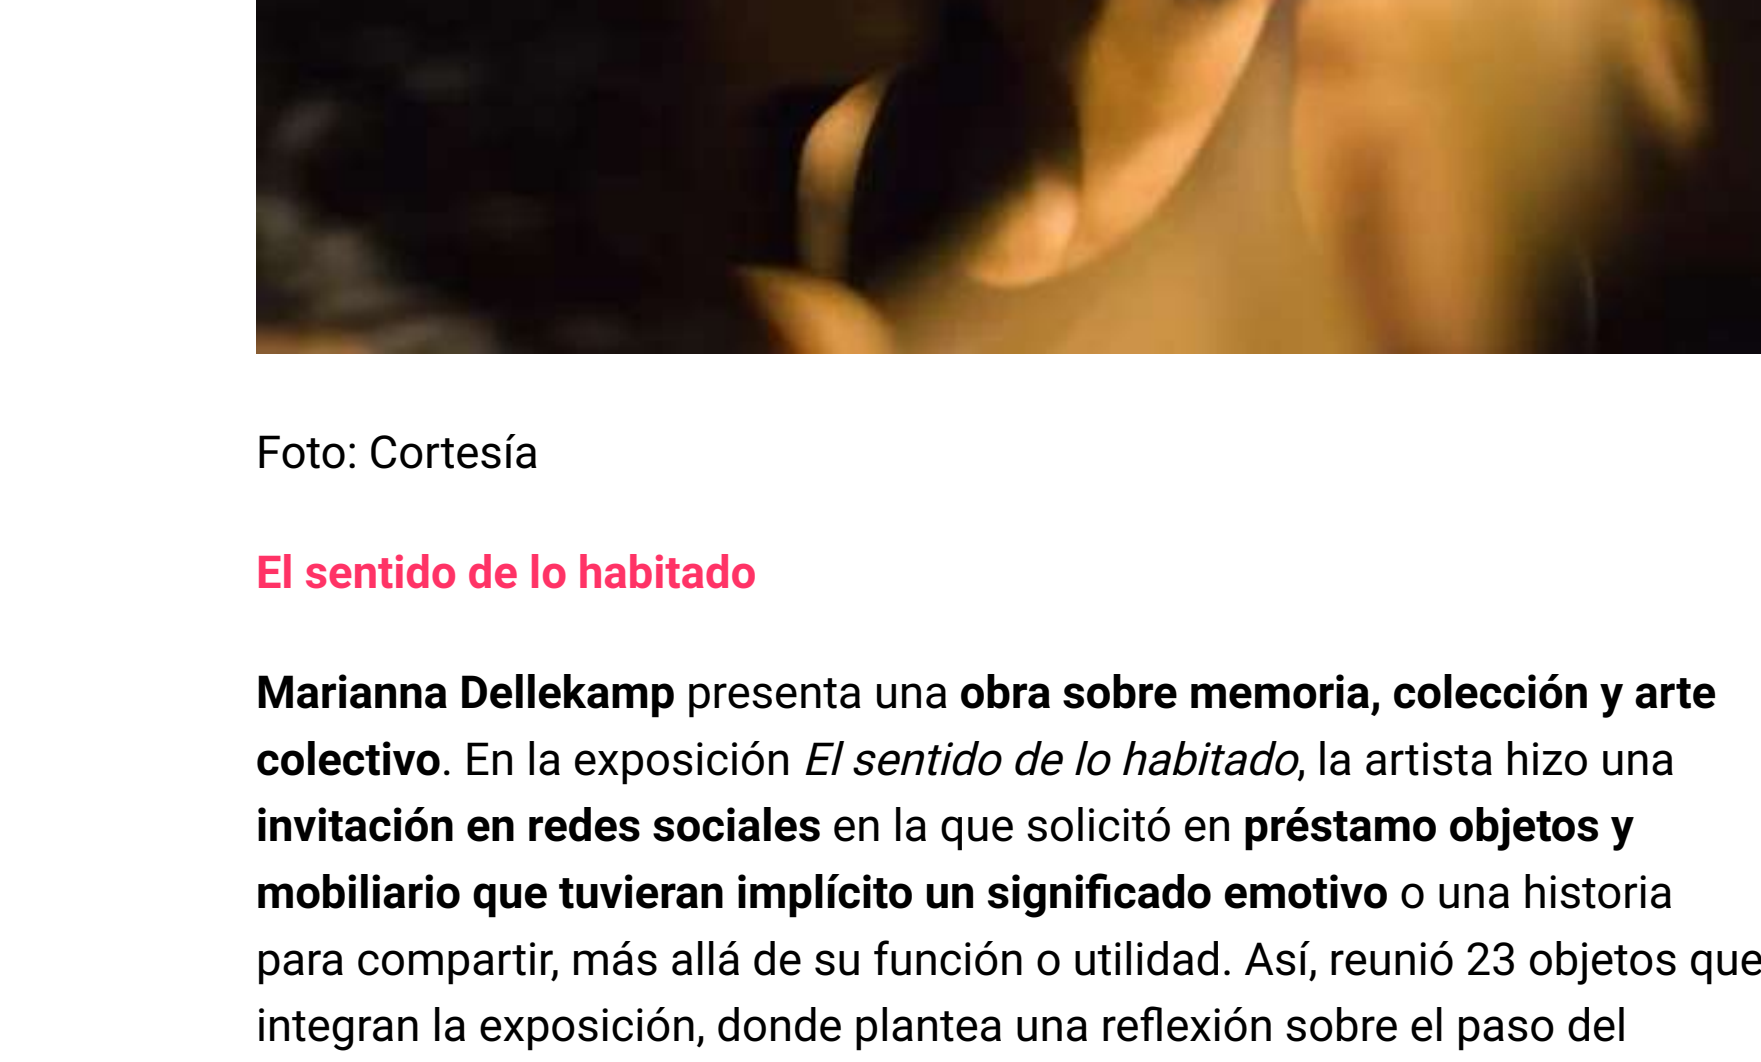 Foto: Cortesía
El sentido de lo habitado
Marianna Dellekamp presenta una obra sobre memoria, colección y arte
colectivo. En la exposición El sentido de lo habitado, la artista hizo una
invitación en redes sociales en la que solicitó en préstamo objetos y
mobiliario que tuvieran implícito un significado emotivo o una historia
para compartir, más allá de su función o utilidad. Así, reunió 23 objetos que
integran la exposición, donde plantea una reflexión sobre el paso del